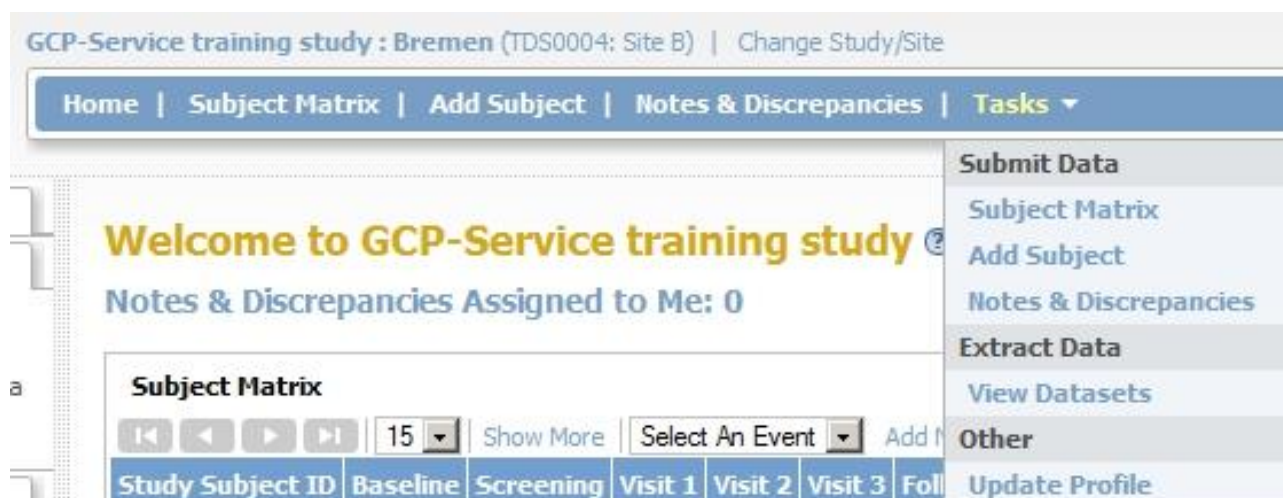 GCP-Service training study : Bremen (TDS0004: Site B) | Change Study/Site
Home | Subject Matrix | Add Subject | Notes & Discrepancies | Tasks
Submit Data
Subject Matrix
Add Subject
Notes & Discrepancies
Extract Data
View Datasets
Other
Update Profile
Welcome to GCP-Service training study
Notes & Discrepancies Assigned to Me: 0
Subject Matrix
15 Show More Select An Event Add
Study Subject ID Baseline Screening Visit 1 Visit 2 Visit 3